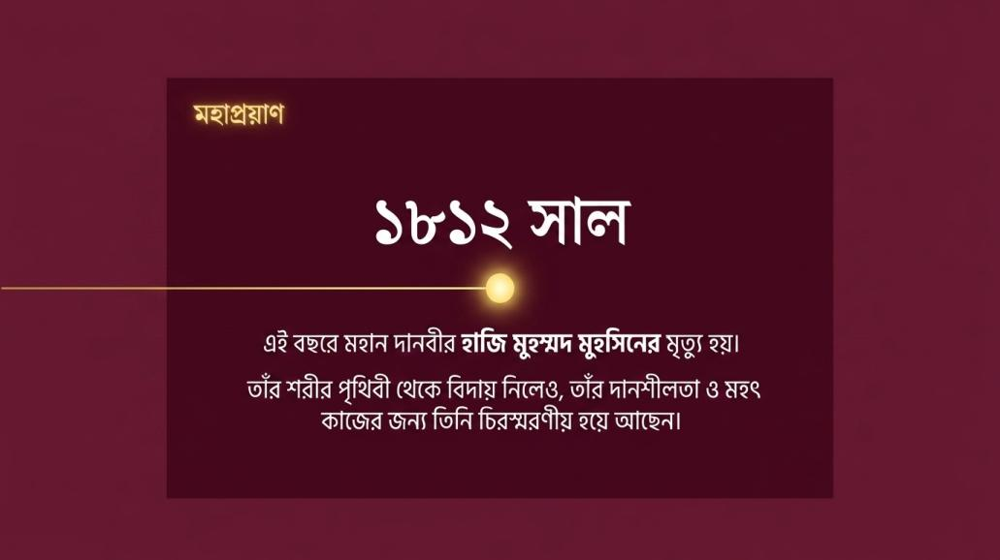 মহাপ্রয়াণ
১৮১২ সাল
এই বছরে মহান দানবীর হাজি মুহম্মদ মুহসিনের মৃত্যু হয়।
তাঁর শরীর পৃথিবী থেকে বিদায় নিলেও, তাঁর দানশীলতা ও মহৎ
কাজের জন্য তিনি চিরস্মরণীয় হয়ে আছেন।